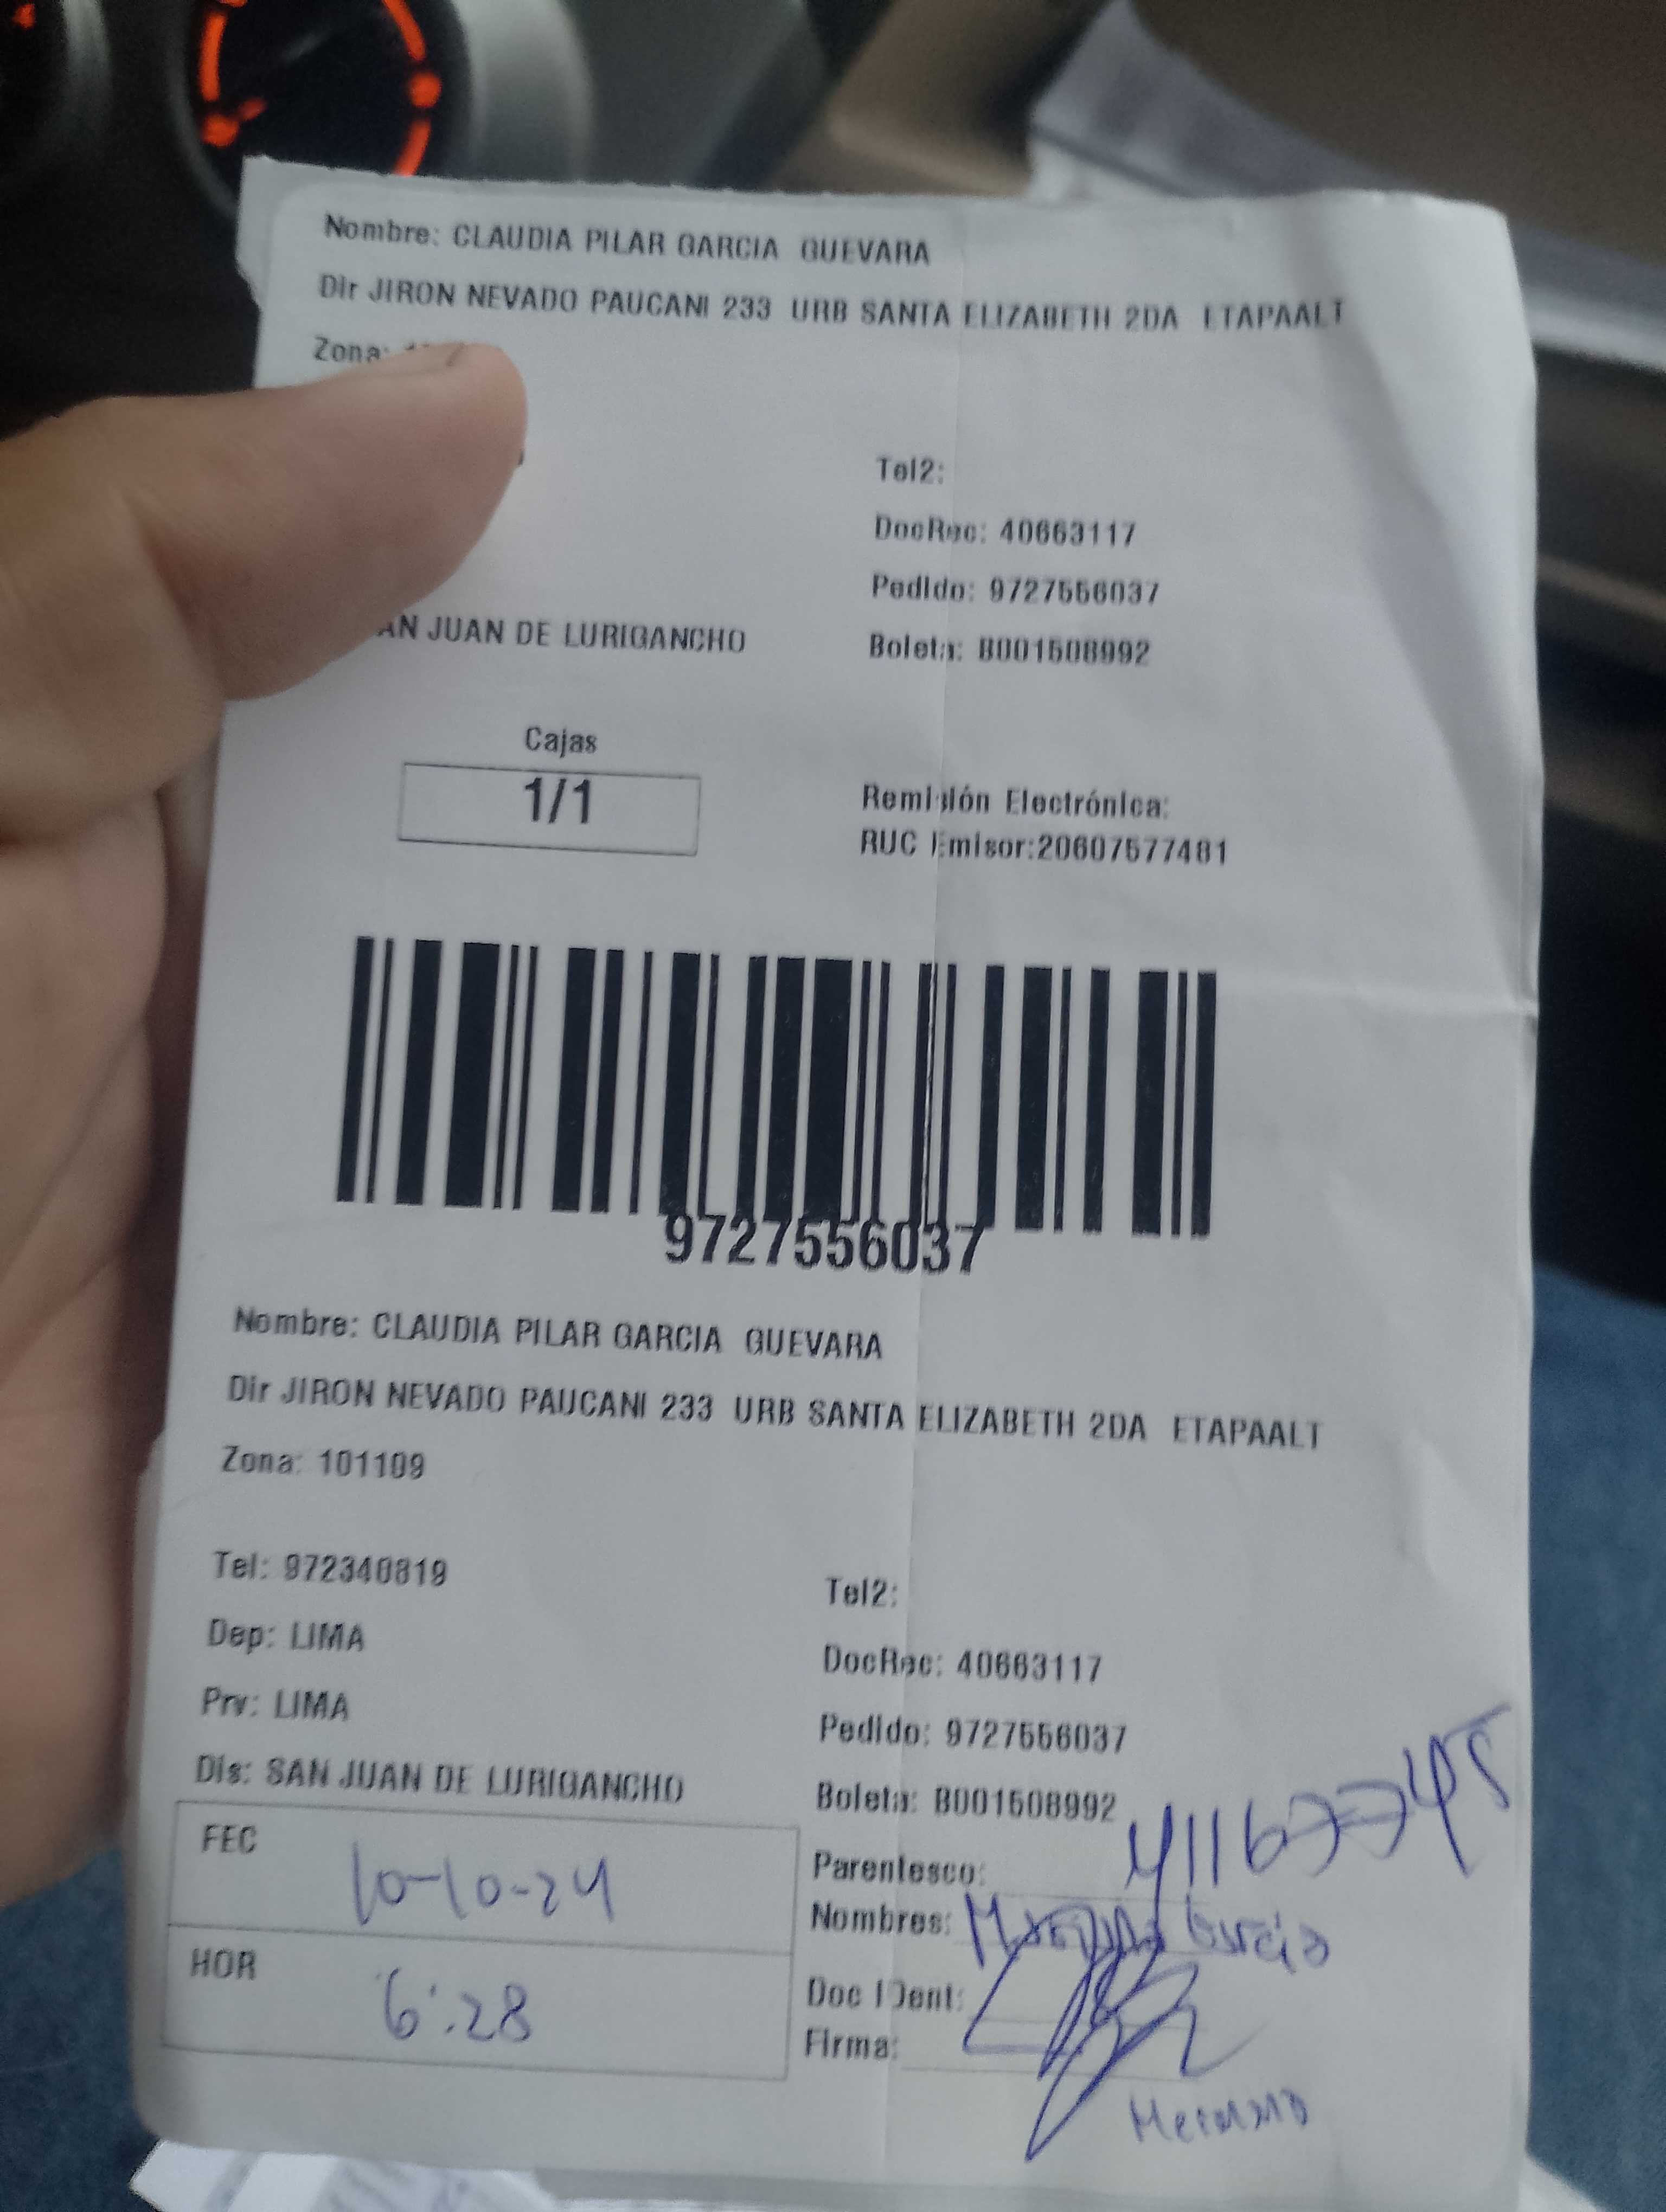 Nombre: CLAUDIA PILAR GARCIA GUEVARA
Dir JIRON NEVADO PAUCANI 233 URB SANTA ELIZABETH 2DA ETAPAALT
Zona:
Tel2:
DocRec: 40663117
Pedido: 9727556037
AN JUAN DE LURIGANCHO
Boleta: B001508992
Cajas
1/1
Remisión Electrónica:
RUC Emisor:20607577481
9727556037
Nombre: CLAUDIA PILAR GARCIA GUEVARA
Dir JIRON NEVADO PAUCANI 233 URB SANTA ELIZABETH 2DA ETAPAALT
Zona: 101109
Tel: 972340819
Tel2:
Dep: LIMA
DocRec: 40663117
Prv: LIMA
Pedido: 9727556037
Dis: SAN JUAN DE LURIGANCHO
Boleta: B001508992
FEC 10-10-24
Parentesco:
Nombres: García
HOR 6:28
Doc IDent:
Firma: